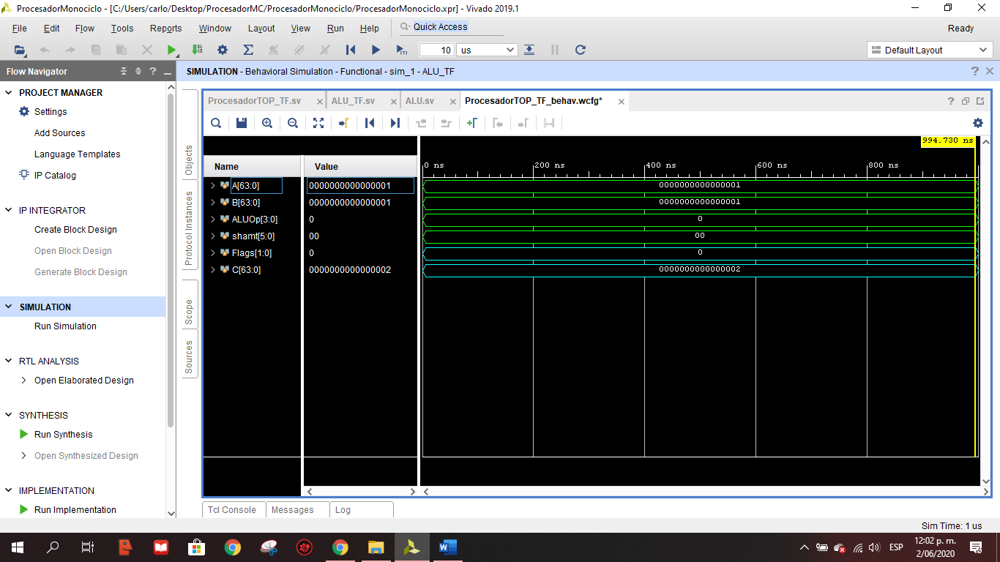 ProcesadorMonociclo - [C:/Users/carlo/Desktop/ProcesadorMC/ProcesadorMonociclo/ProcesadorMonociclo.xpr] - Vivado 2019.1
File Edit Flow Tools Reports Window Layout View Run Help Quick Access Ready
10 us Default Layout
Flow Navigator
SIMULATION - Behavioral Simulation - Functional - sim_1 - ALU_TF
PROJECT MANAGER
Settings
Add Sources
Language Templates
IP Catalog
IP INTEGRATOR
Create Block Design
Open Block Design
Generate Block Design
SIMULATION
Run Simulation
RTL ANALYSIS
Open Elaborated Design
SYNTHESIS
Run Synthesis
Open Synthesized Design
IMPLEMENTATION
Run Implementation
Objects
Protocol Instances
Scope
Sources
ProcesadorTOP_TF.sv ALU_TF.sv ALU.sv ProcesadorTOP_TF_behav.wcfg*
994.730 ns
Name Value 0 ns 200 ns 400 ns 600 ns 800 ns
A[63:0] 0000000000000001 0000000000000001
B[63:0] 0000000000000001 0000000000000001
ALUOp[3:0] 0 0
shamt[5:0] 00 00
Flags[1:0] 0 0
C[63:0] 0000000000000002 0000000000000002
Tcl Console Messages Log
Sim Time: 1 us
ESP
12:02 p. m.
2/06/2020